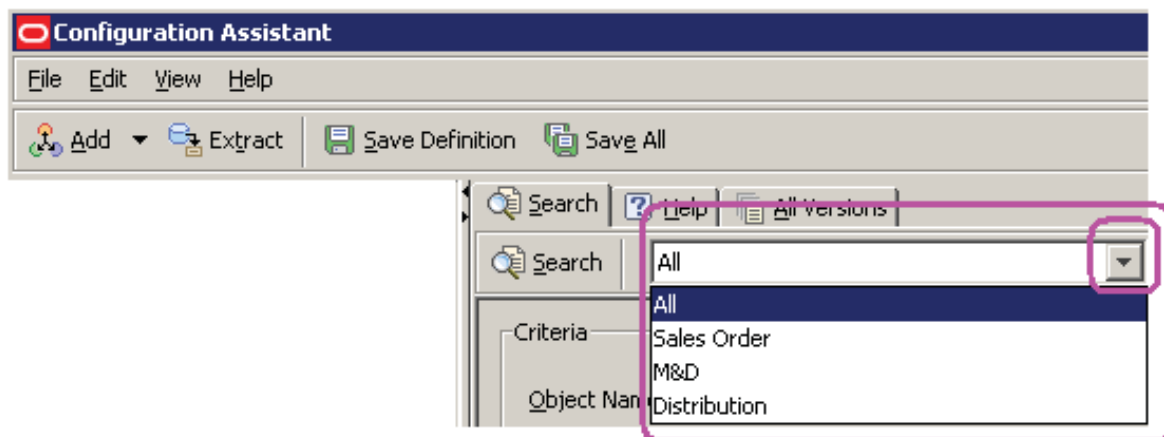 Configuration Assistant
File Edit View Help
Add Extract Save Definition Save All
Search Help All Versions
Search All
All
Criteria Sales Order
M&D
Object Nam Distribution